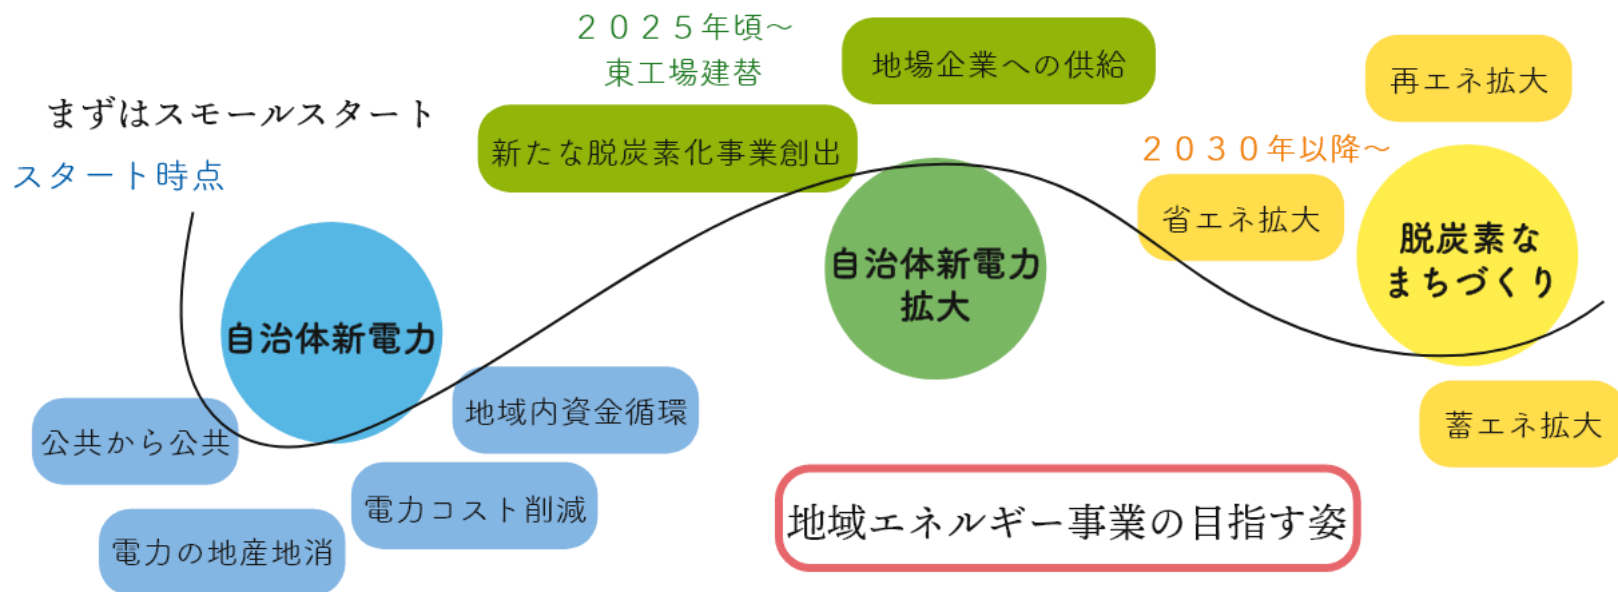 まずはスモールスタート
スタート時点
自治体新電力
公共から公共
電力の地産地消
電力コスト削減
地域内資金循環
２０２５年頃～
東工場建替
新たな脱炭素化事業創出
地場企業への供給
自治体新電力
拡大
２０３０年以降～
省エネ拡大
再エネ拡大
脱炭素な
まちづくり
蓄エネ拡大
地域エネルギー事業の目指す姿